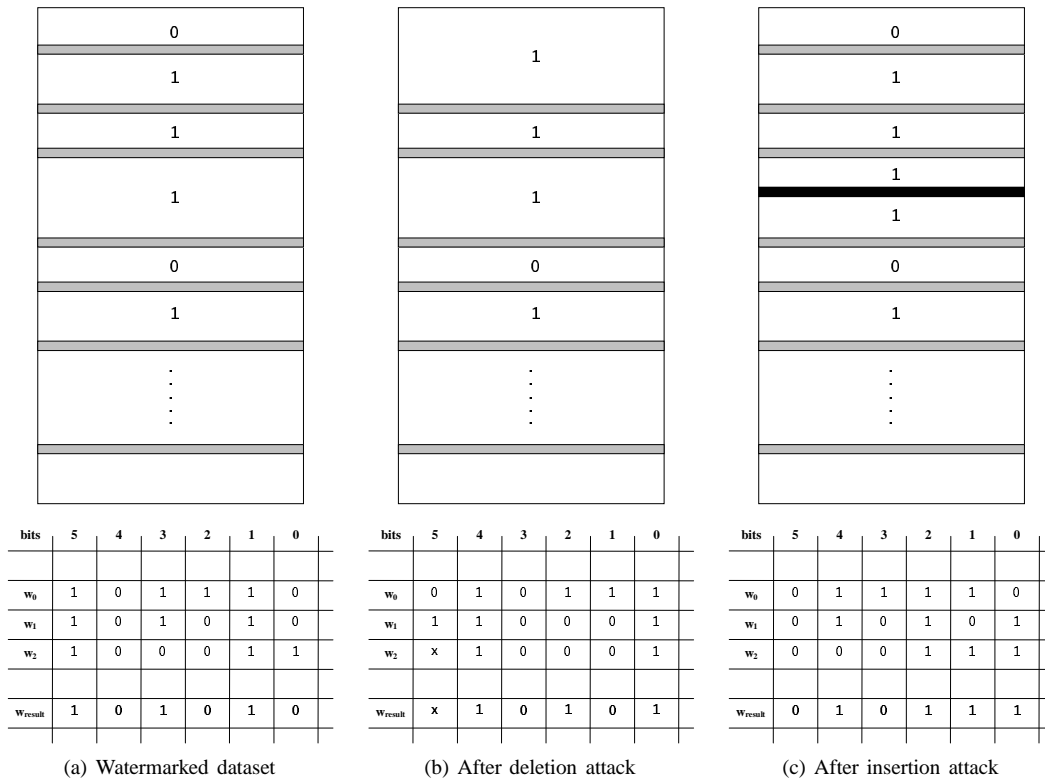 0
1
1
1
0
1
1
1
1
0
1
0
1
1
1
1
0
1
bits 5 4 3 2 1 0
w0 1 0 1 1 1 0
w1 1 0 1 0 1 0
w2 1 0 0 0 1 1
wresult 1 0 1 0 1 0
(a) Watermarked dataset
bits 5 4 3 2 1 0
w0 0 1 0 1 1 1
w1 1 1 0 0 0 1
w2 x 1 0 0 0 1
wresult x 1 0 1 0 1
(b) After deletion attack
bits 5 4 3 2 1 0
w0 0 1 1 1 1 0
w1 0 1 0 1 0 1
w2 0 0 0 1 1 1
wresult 0 1 0 1 1 1
(c) After insertion attack